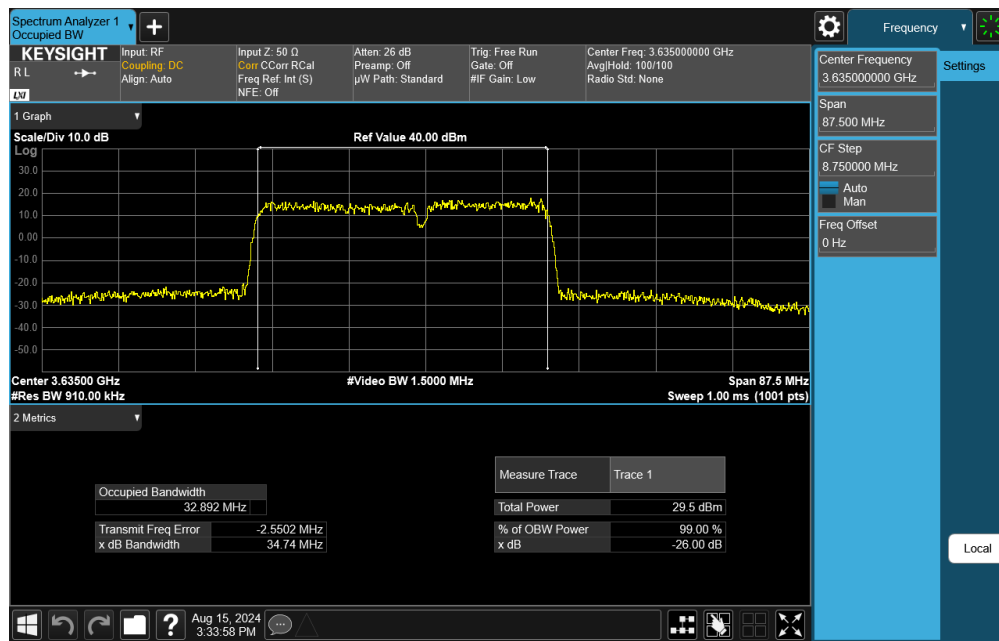 Spectrum Analyzer 1
Occupied BW
Frequency
KEYSIGHT
R L
LXI
Input: RF
Coupling: DC
Align: Auto
Input Z: 50 Ω
Corr CCorr RCal
Freq Ref: Int (S)
NFE: Off
Atten: 26 dB
Preamp: Off
µW Path: Standard
Trig: Free Run
Gate: Off
#IF Gain: Low
Center Freq: 3.635000000 GHz
Avg|Hold: 100/100
Radio Std: None
Center Frequency
3.635000000 GHz
Settings
Span
87.500 MHz
CF Step
8.750000 MHz
Auto
Man
Freq Offset
0 Hz
1 Graph
Scale/Div 10.0 dB
Ref Value 40.00 dBm
Log
30.0
20.0
10.0
0.00
-10.0
-20.0
-30.0
-40.0
-50.0
Center 3.63500 GHz
#Video BW 1.5000 MHz
Span 87.5 MHz
#Res BW 910.00 kHz
Sweep 1.00 ms (1001 pts)
2 Metrics
Measure Trace Trace 1
Occupied Bandwidth
32.892 MHz
Total Power 29.5 dBm
Transmit Freq Error -2.5502 MHz
% of OBW Power 99.00 %
x dB Bandwidth 34.74 MHz
x dB -26.00 dB
Local
?
Aug 15, 2024
3:33:58 PM